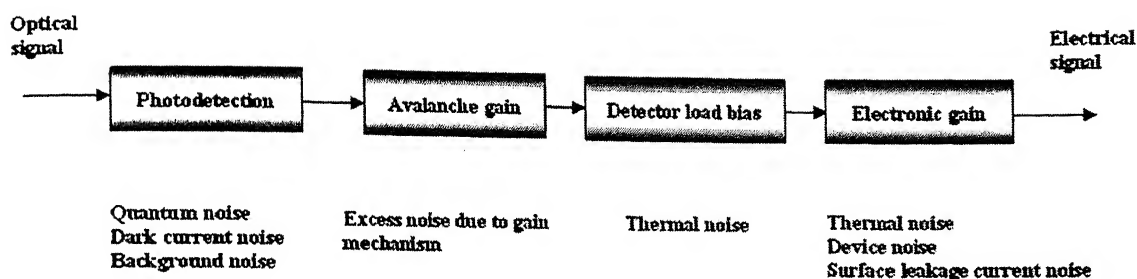 Optical
signal
Electrical
signal
Photodetection
Avalanche gain
Detector load bias
Electronic gain
Quantum noise
Dark current noise
Background noise
Excess noise due to gain
mechanism
Thermal noise
Thermal noise
Device noise
Surface leakage current noise